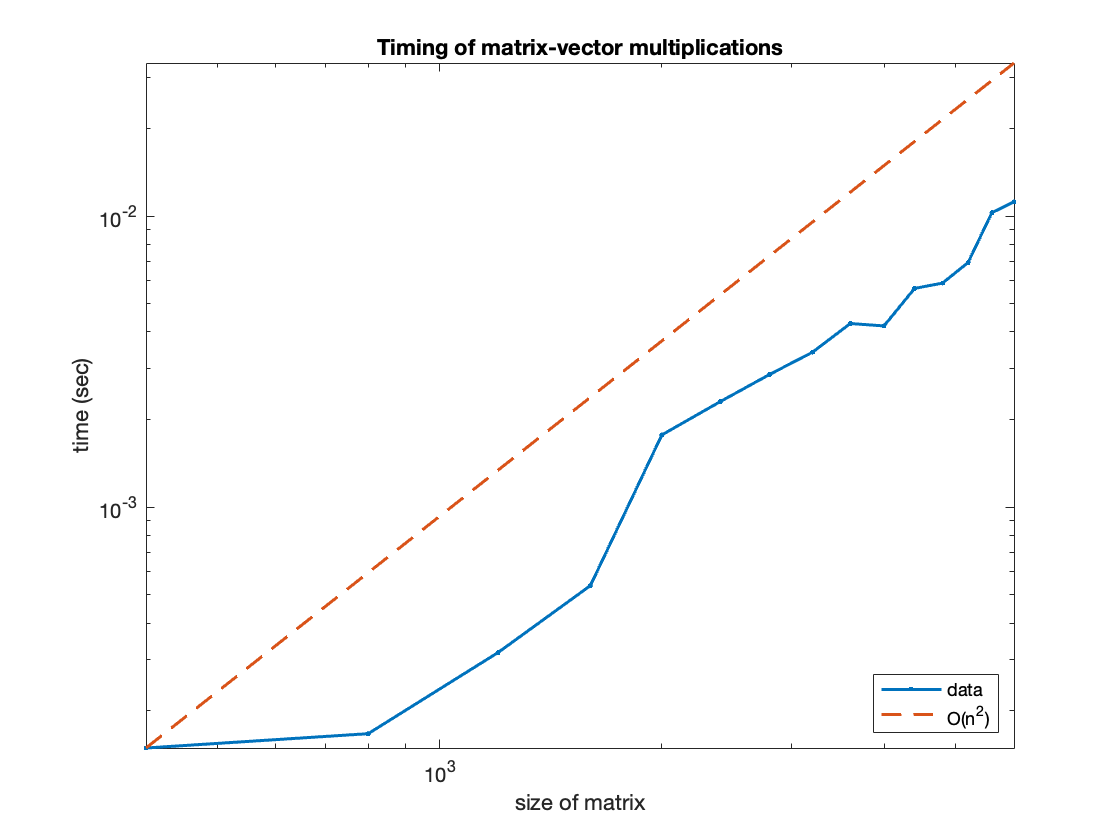 Timing of matrix-vector multiplications
10^-2
10^-3
time (sec)
10^3
size of matrix
data
O(n^2)